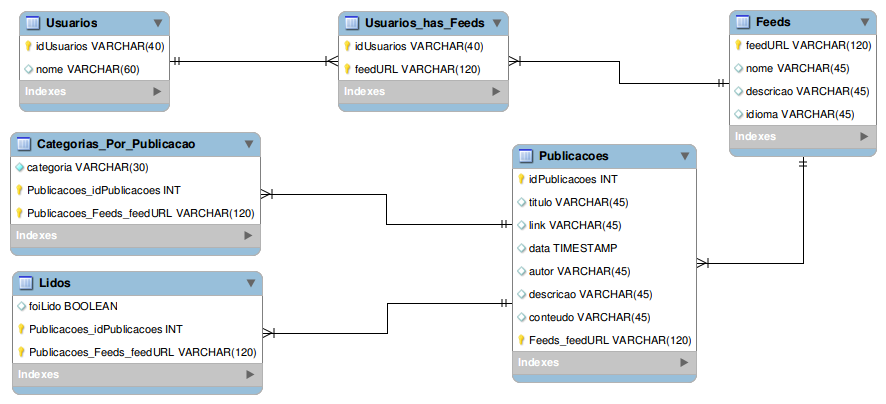 Usuarios
idUsuarios VARCHAR(40)
nome VARCHAR(60)
Indexes
Usuarios_has_Feeds
idUsuarios VARCHAR(40)
feedURL VARCHAR(120)
Indexes
Feeds
feedURL VARCHAR(120)
nome VARCHAR(45)
descricao VARCHAR(45)
idioma VARCHAR(45)
Indexes
Categorias_Por_Publicacao
categoria VARCHAR(30)
Publicacoes_idPublicacoes INT
Publicacoes_Feeds_feedURL VARCHAR(120)
Indexes
Publicacoes
idPublicacoes INT
titulo VARCHAR(45)
link VARCHAR(45)
data TIMESTAMP
autor VARCHAR(45)
descricao VARCHAR(45)
conteudo VARCHAR(45)
Feeds_feedURL VARCHAR(120)
Indexes
Lidos
foiLido BOOLEAN
Publicacoes_idPublicacoes INT
Publicacoes_Feeds_feedURL VARCHAR(120)
Indexes